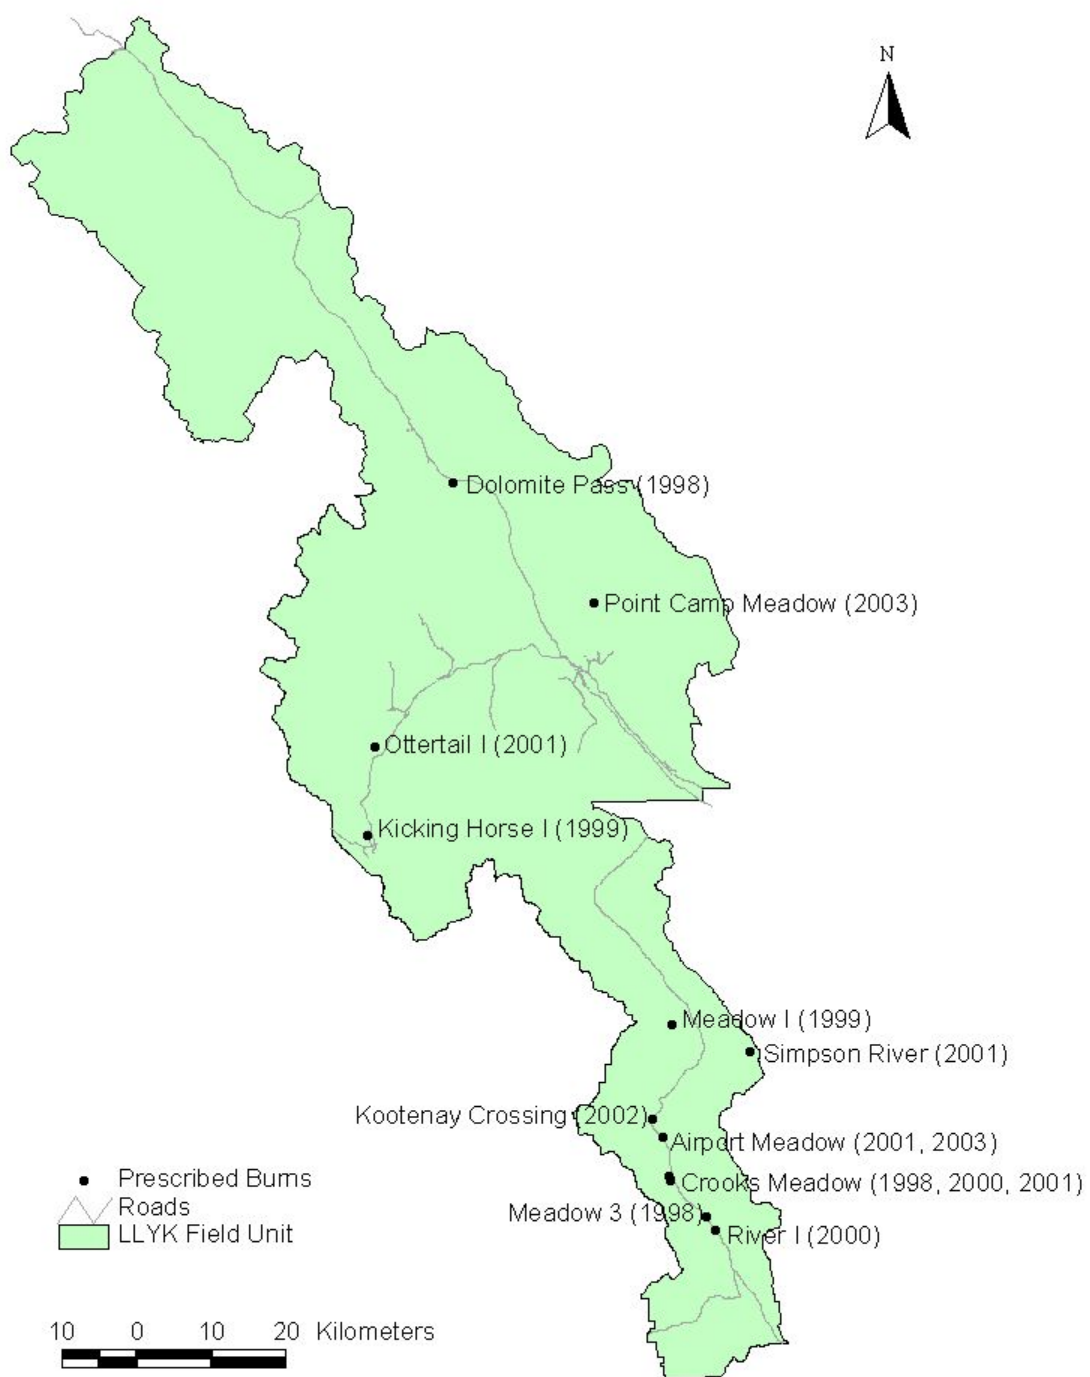 N
Dolomite Pass (1998)
Point Camp Meadow (2003)
Ottertail I (2001)
Kicking Horse I (1999)
Meadow I (1999)
Simpson River (2001)
Kootenay Crossing (2002)
Airport Meadow (2001, 2003)
Crooks Meadow (1998, 2000, 2001)
Meadow 3 (1998)
River I (2000)
Prescribed Burns
Roads
LLYK Field Unit
10 0 10 20 Kilometers